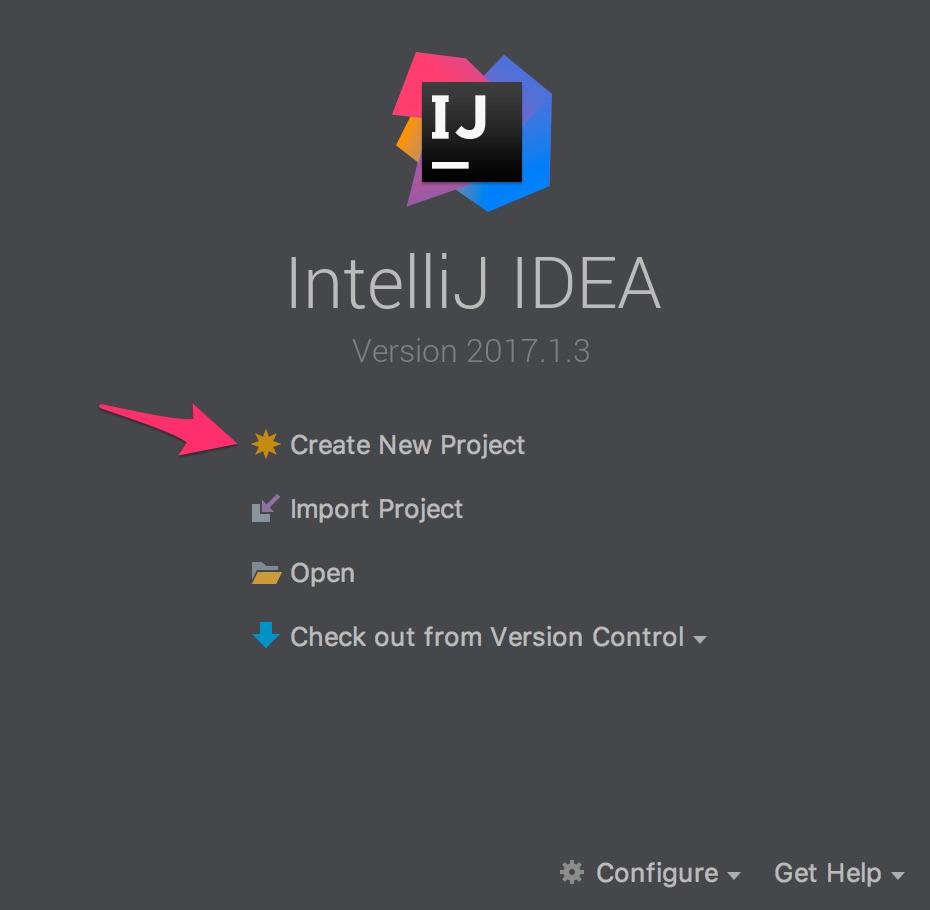 IJ
IntelliJ IDEA
Version 2017.1.3
Create New Project
Import Project
Open
Check out from Version Control
Configure
Get Help